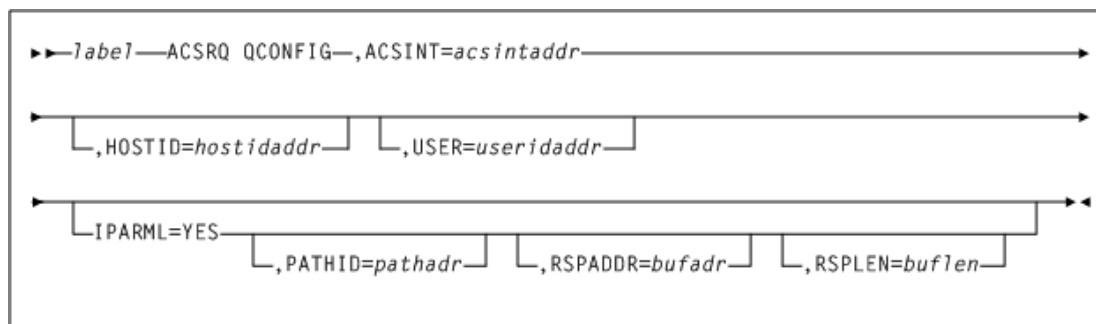 label ACSRQ QCONFIG ,ACSINT=acsintaddr
,HOSTID=hostidaddr ,USER=useridaddr
IPARML=YES
,PATHID=pathadr ,RSPADDR=bufadr ,RSPLEN=buflen